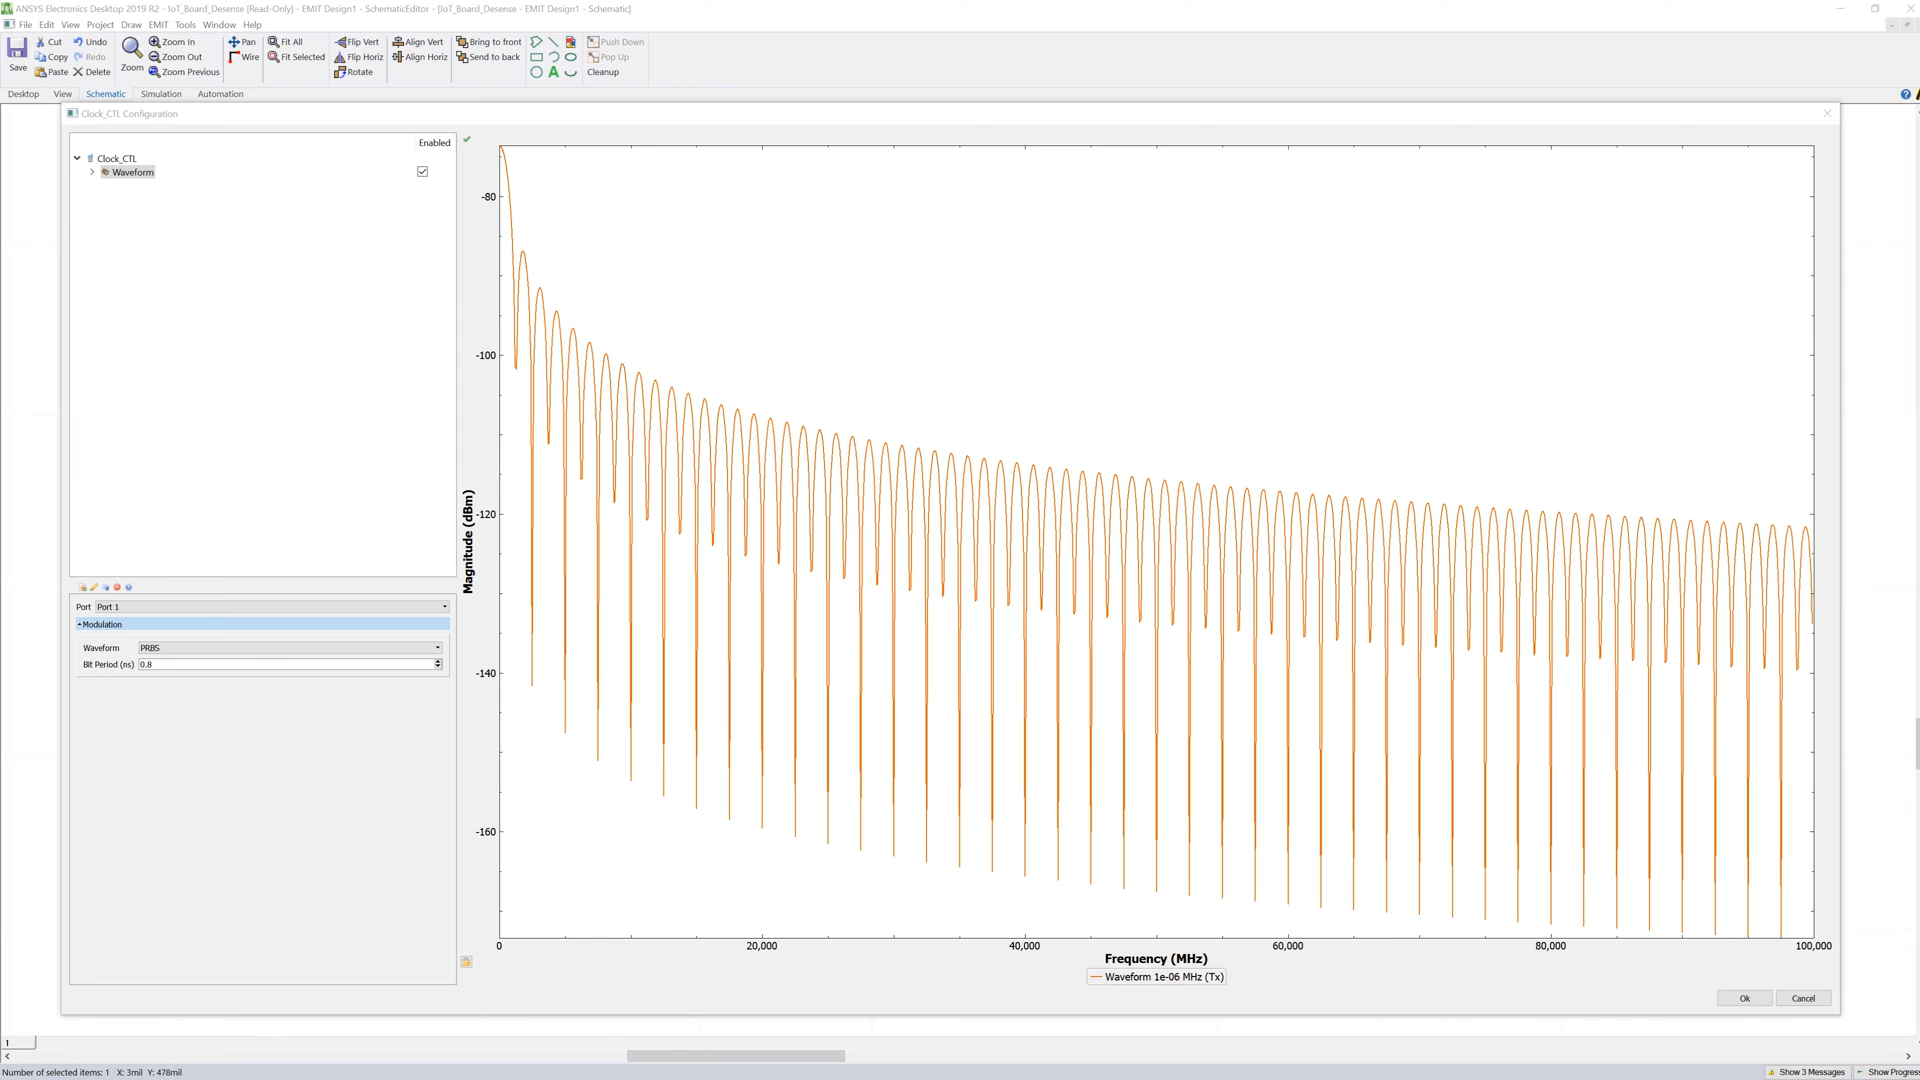 ANSYS Electronics Desktop 2019 R2 - IoT_Board_Desense [Read-Only] - EMIT Design1 - SchematicEditor - [IoT_Board_Desense - EMIT Design1 - Schematic]
File Edit View Project Draw EMIT Tools Window Help
Save Cut Copy Paste Undo Redo Delete Zoom Zoom In Zoom Out Zoom Previous Pan Wire Fit All Fit Selected Flip Vert Flip Horiz Rotate Align Vert Align Horiz Bring to front Send to back Push Down Pop Up Cleanup
Desktop View Schematic Simulation Automation
Clock_CTL Configuration
Enabled
Clock_CTL
Waveform
Port Port 1
Modulation
Waveform PRBS
Bit Period (ns) 0.8
-80
-100
-120
-140
-160
Magnitude (dBm)
0 20,000 40,000 60,000 80,000 100,000
Frequency (MHz)
Waveform 1e-06 MHz (Tx)
Ok Cancel
1
Number of selected items: 1 X: 3mil Y: 478mil Show 3 Messages Show Progress